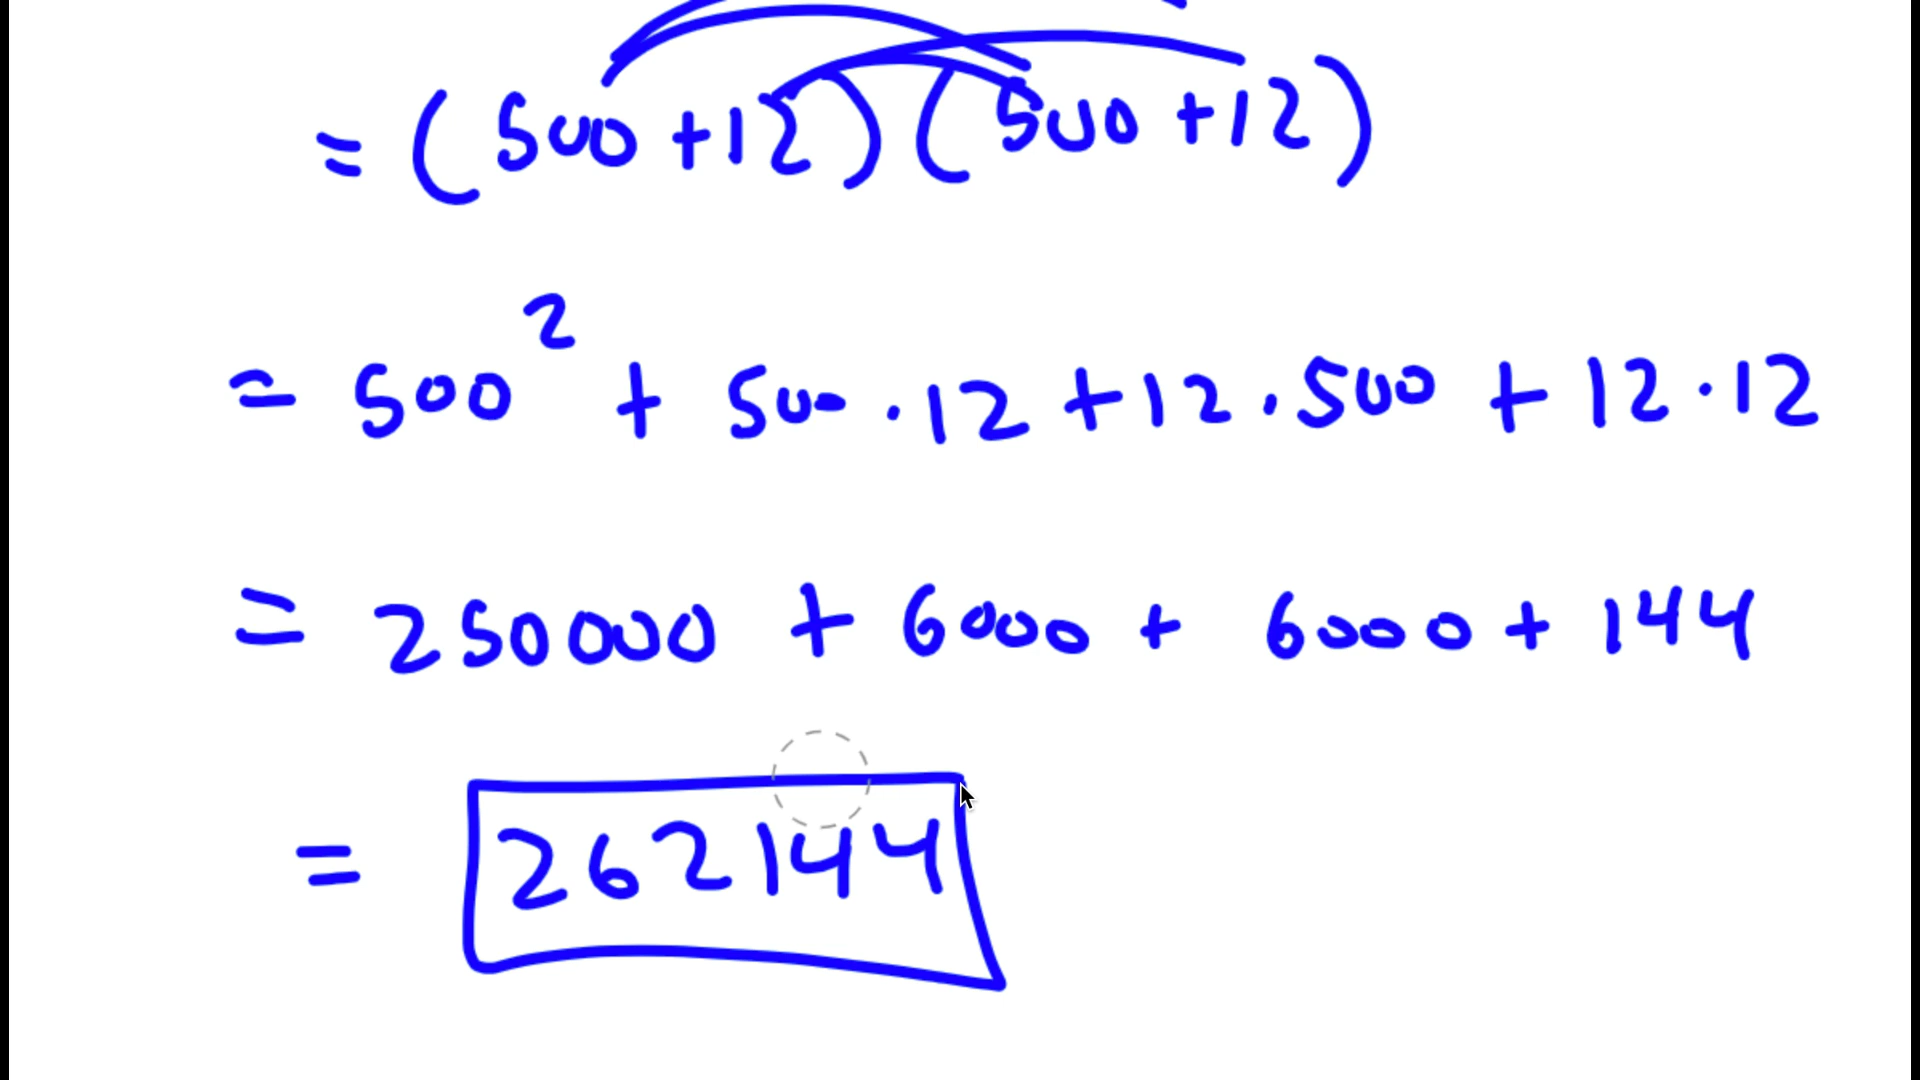 = (500 + 12) (500 + 12)
= 500² + 500 · 12 + 12 · 500 + 12 · 12
= 250000 + 6000 + 6000 + 144
= 262144